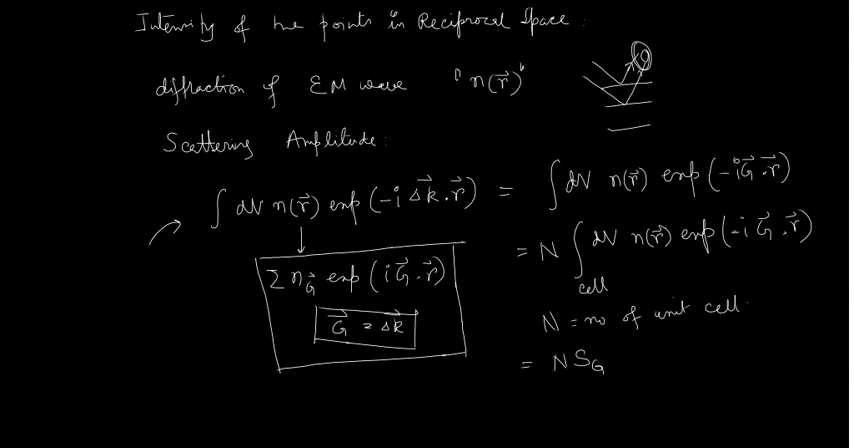 Intensity of the points in Reciprocal Space :
diffraction of EM wave "n(r⃗)"
Scattering Amplitude :
∫ dV n(r⃗) exp(-i Δk⃗.r⃗) = ∫ dV n(r⃗) exp(-iG⃗.r⃗)
= N ∫cell dV n(r⃗) exp(-i G⃗.r⃗)
Σ n_G⃗ exp(i G⃗.r⃗)
G⃗ = Δk⃗
N = no of unit cell.
= N S_G